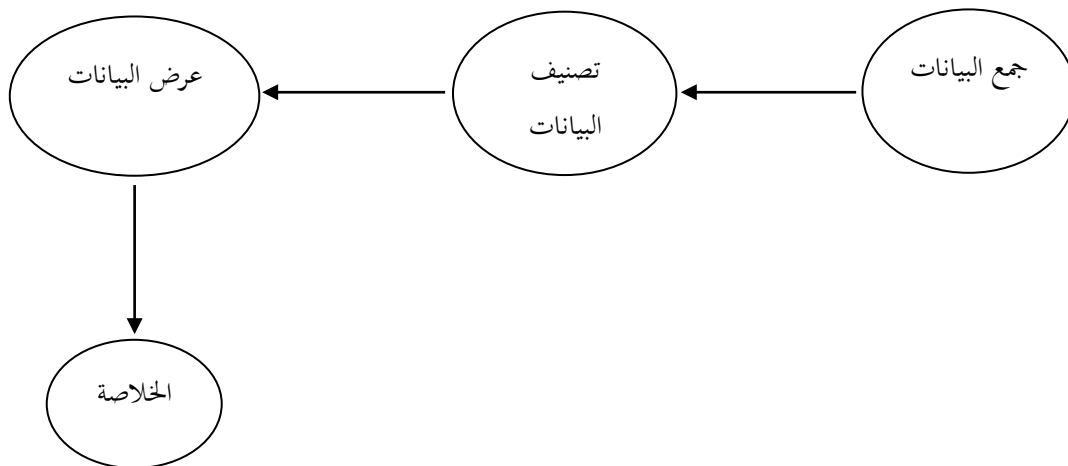 جمع البيانات
تصنيف
البيانات
عرض البيانات
الخلاصة